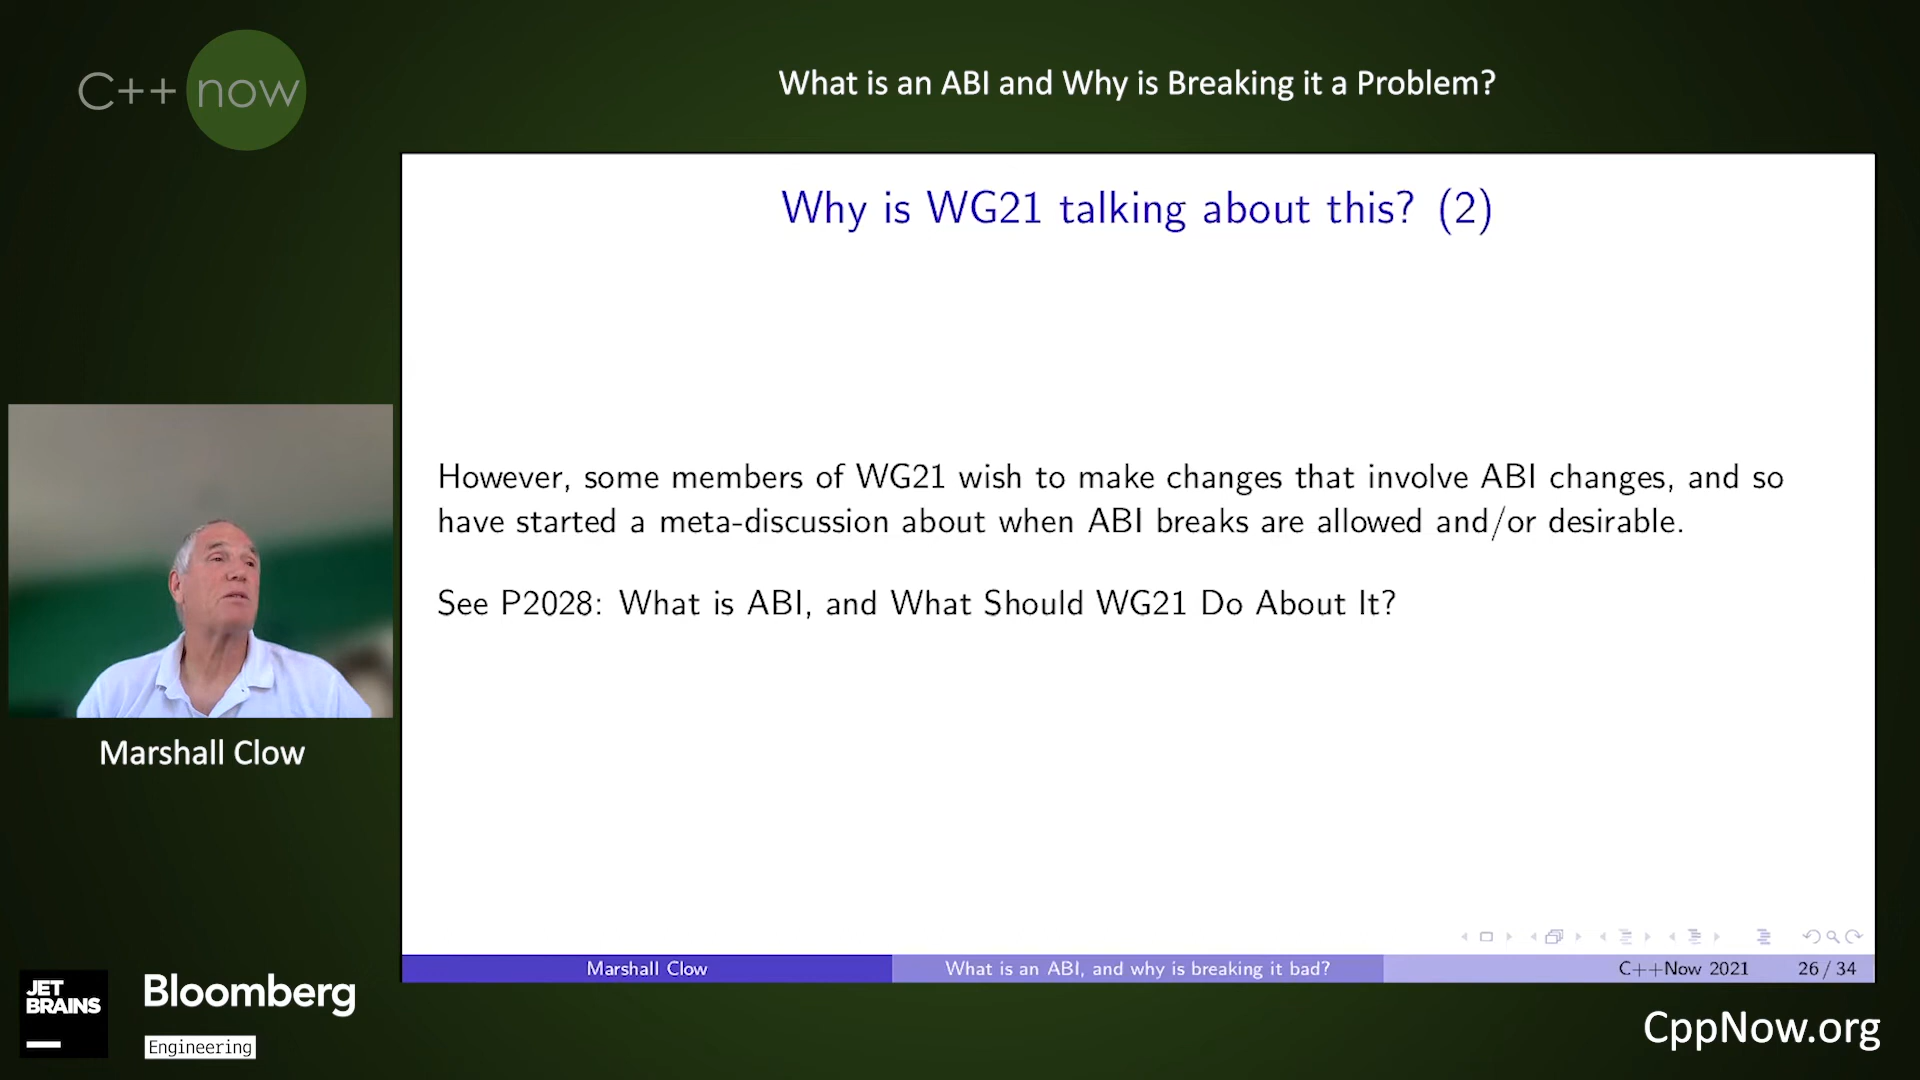 C++ now
What is an ABI and Why is Breaking it a Problem?
Why is WG21 talking about this? (2)
However, some members of WG21 wish to make changes that involve ABI changes, and so
have started a meta-discussion about when ABI breaks are allowed and/or desirable.
See P2028: What is ABI, and What Should WG21 Do About It?
Marshall Clow
Marshall Clow
What is an ABI, and why is breaking it bad?
C++Now 2021
26 / 34
JET
BRAINS
Bloomberg
Engineering
CppNow.org